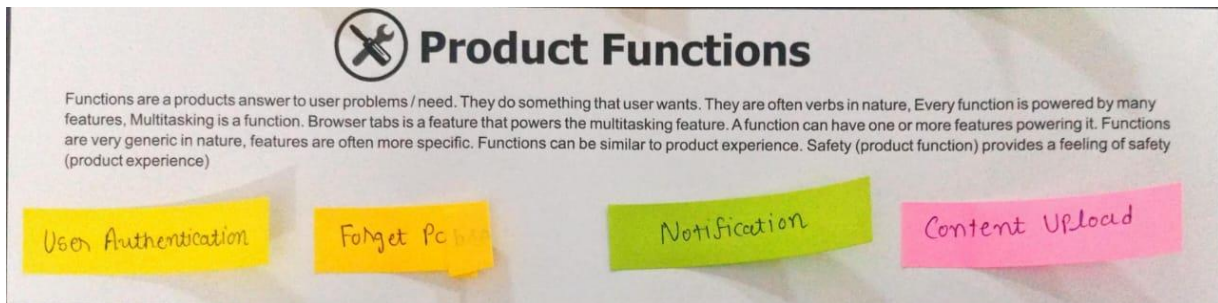 Product Functions
Functions are a products answer to user problems / need. They do something that user wants. They are often verbs in nature, Every function is powered by many
features, Multitasking is a function. Browser tabs is a feature that powers the multitasking feature. A function can have one or more features powering it. Functions
are very generic in nature, features are often more specific. Functions can be similar to product experience. Safety (product function) provides a feeling of safety
(product experience)
User Authentication
Forget
Notification
Content Upload